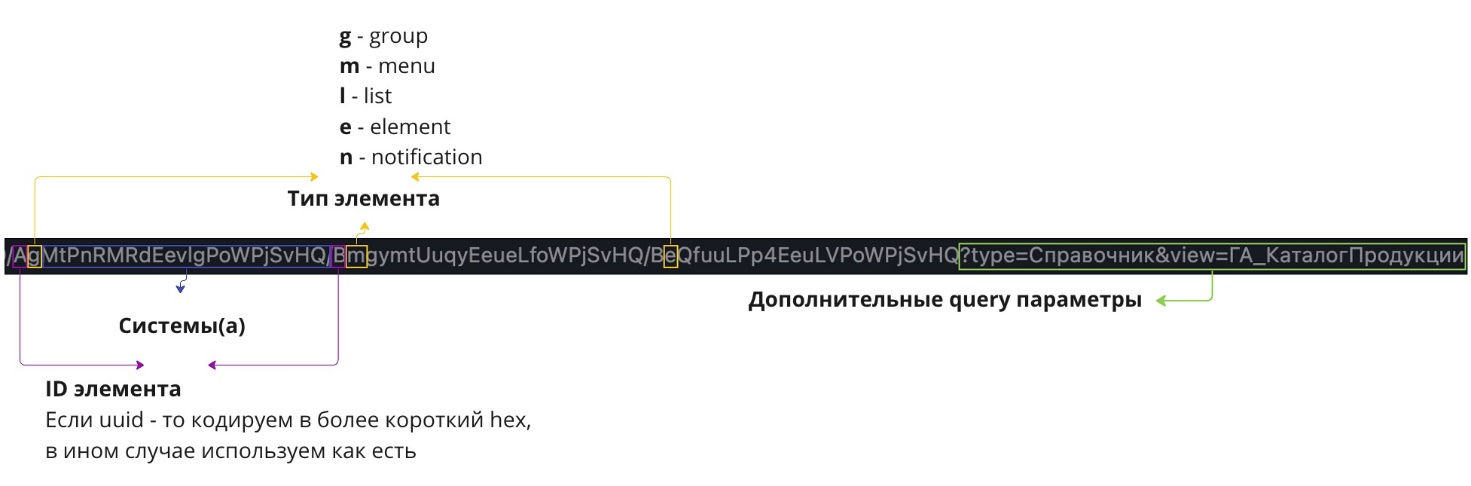 g - group
m - menu
l - list
e - element
n - notification
Тип элемента
/AgMtPnRMRdEevlgPoWPjSvHQ/BmgymtUuqyEeueLfoWPjSvHQ/BeQfuuLPp4EeuLVPoWPjSvHQ?type=Справочник&view=ГА_КаталогПродукции
Дополнительные query параметры
Системы(а)
ID элемента
Если uuid - то кодируем в более короткий hex,
в ином случае используем как есть